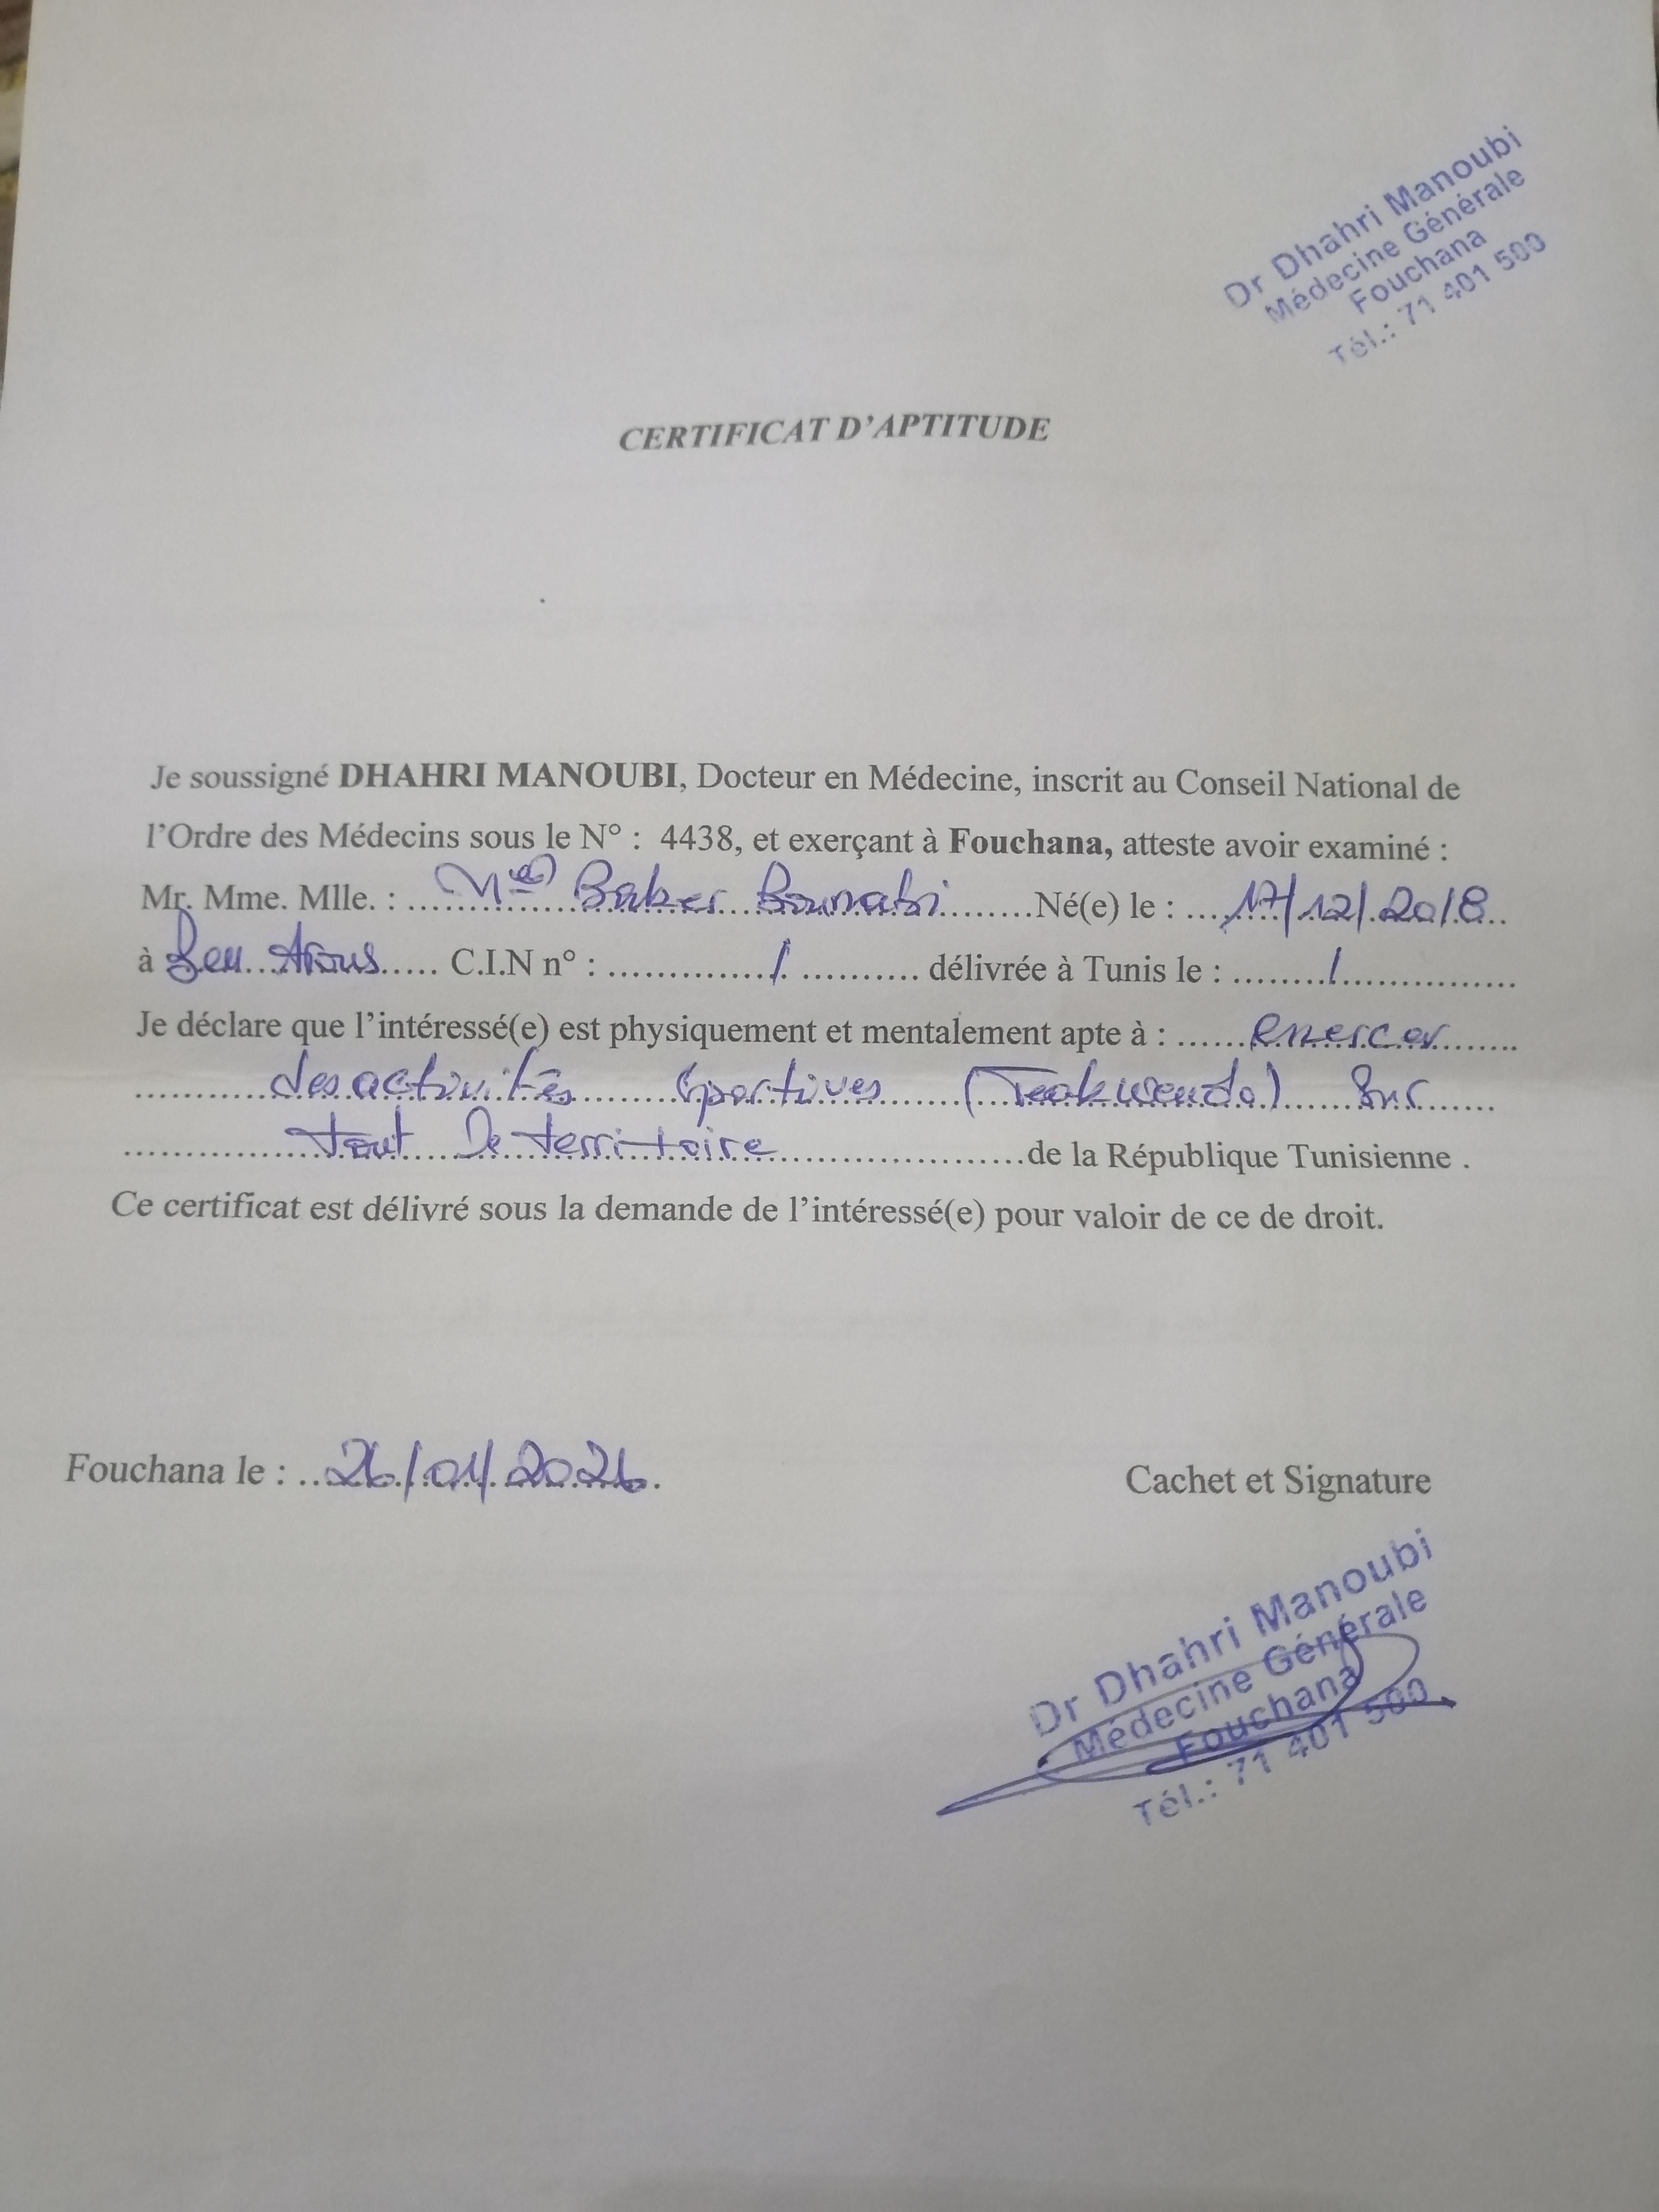 Dr Dhahri Manoubi
Médecine Générale
Fouchana
Tél.: 71 401 500
CERTIFICAT D'APTITUDE
Je soussigné DHAHRI MANOUBI, Docteur en Médecine, inscrit au Conseil National de
l'Ordre des Médecins sous le N° : 4438, et exerçant à Fouchana, atteste avoir examiné :
Mr. Mme. Mlle. : ........ Baker Bounabi ........ Né(e) le : ... 17/12/2018..
à Ben Arous ..... C.I.N n° : ............../. .......... délivrée à Tunis le : ......../................
Je déclare que l'intéressé(e) est physiquement et mentalement apte à : ...... exercer ........
........... des activités ........ Sportives ...... (Teakwendo) ..... Sur ......
................ tout le territoire ........................ de la République Tunisienne .
Ce certificat est délivré sous la demande de l'intéressé(e) pour valoir de ce de droit.
Fouchana le : .. 26/01/2026.
Cachet et Signature
Dr Dhahri Manoubi
Médecine Générale
Fouchana
Tél.: 71 401 500